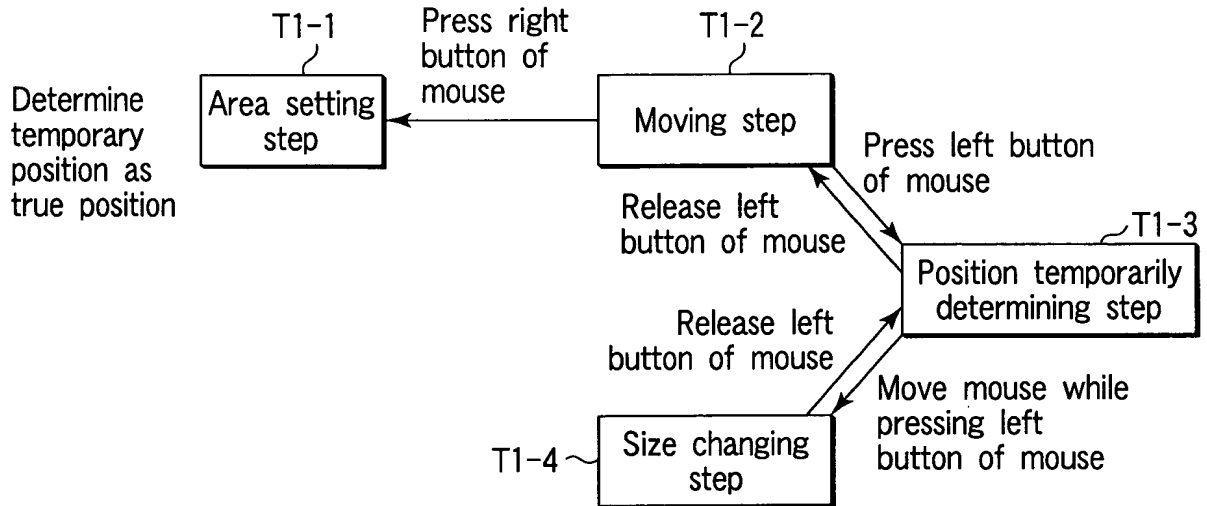 T1-1
Press right
button of
mouse
T1-2
Determine
temporary
position as
true position
Area setting
step
Moving step
Press left button
of mouse
Release left
button of mouse
T1-3
Position temporarily
determining step
Release left
button of mouse
Move mouse while
pressing left
button of mouse
T1-4
Size changing
step